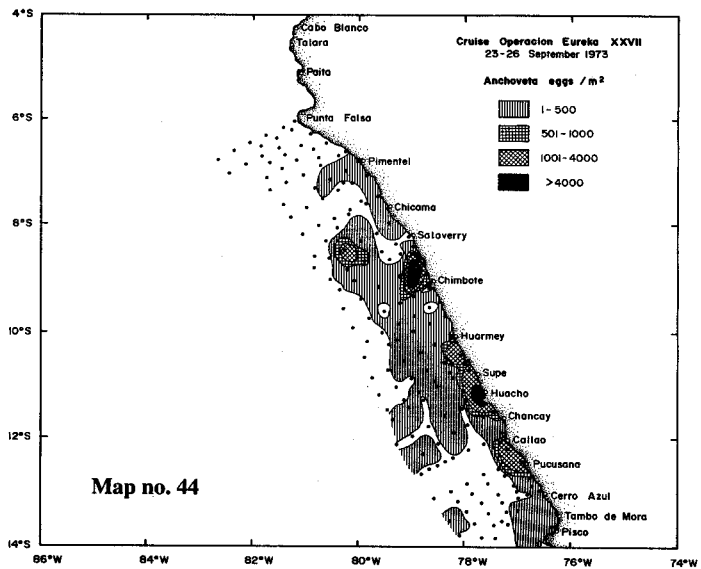 4°S
Cabo Blanco
Talara
Cruise Operacion Eureka XXVII
23-26 September 1973
Paita
Anchoveta eggs / m²
1-500
6°S
Punta Falsa
501-1000
1001-4000
Pimentel
>4000
Chicama
8°S
Salaverry
Chimbote
10°S
Huarmey
Supe
Huacho
Chancay
12°S
Callao
Pucusana
Map no. 44
Cerro Azul
Tambo de Mora
Pisco
14°S
86°W
84°W
82°W
80°W
78°W
76°W
74°W